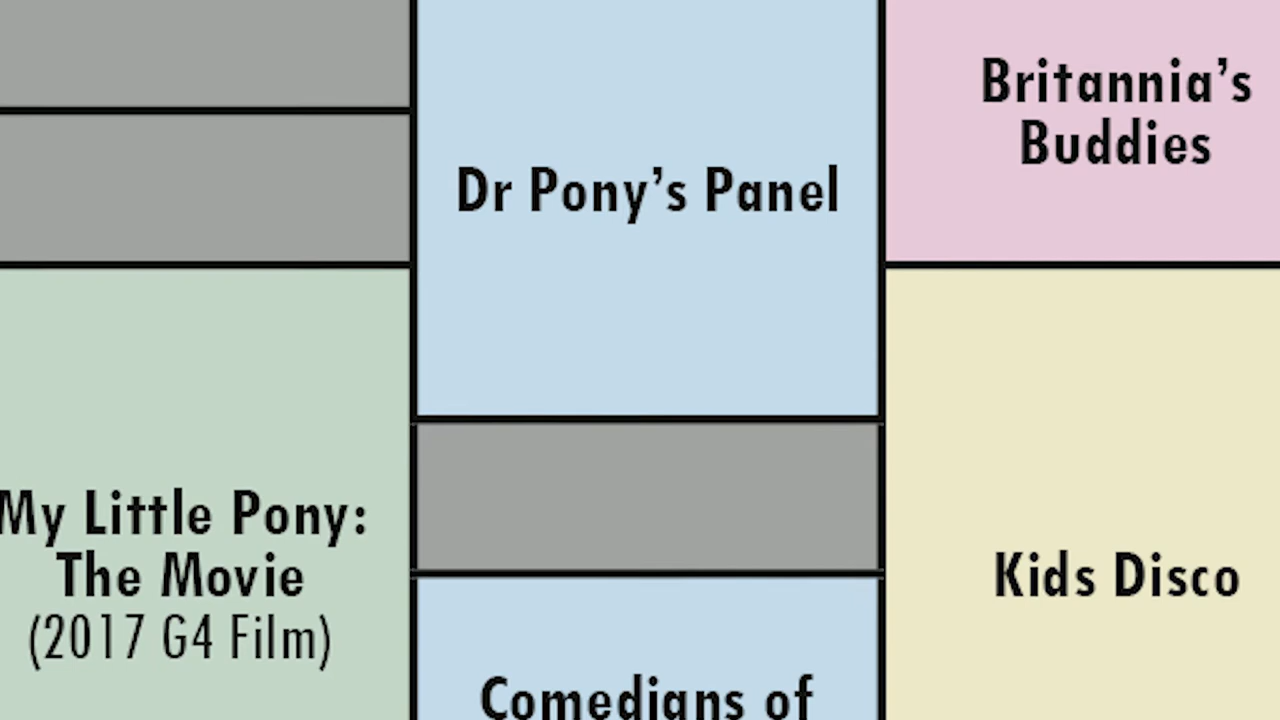 Britannia’s
Buddies
Dr Pony’s Panel
My Little Pony:
The Movie
(2017 G4 Film)
Kids Disco
Comedians of